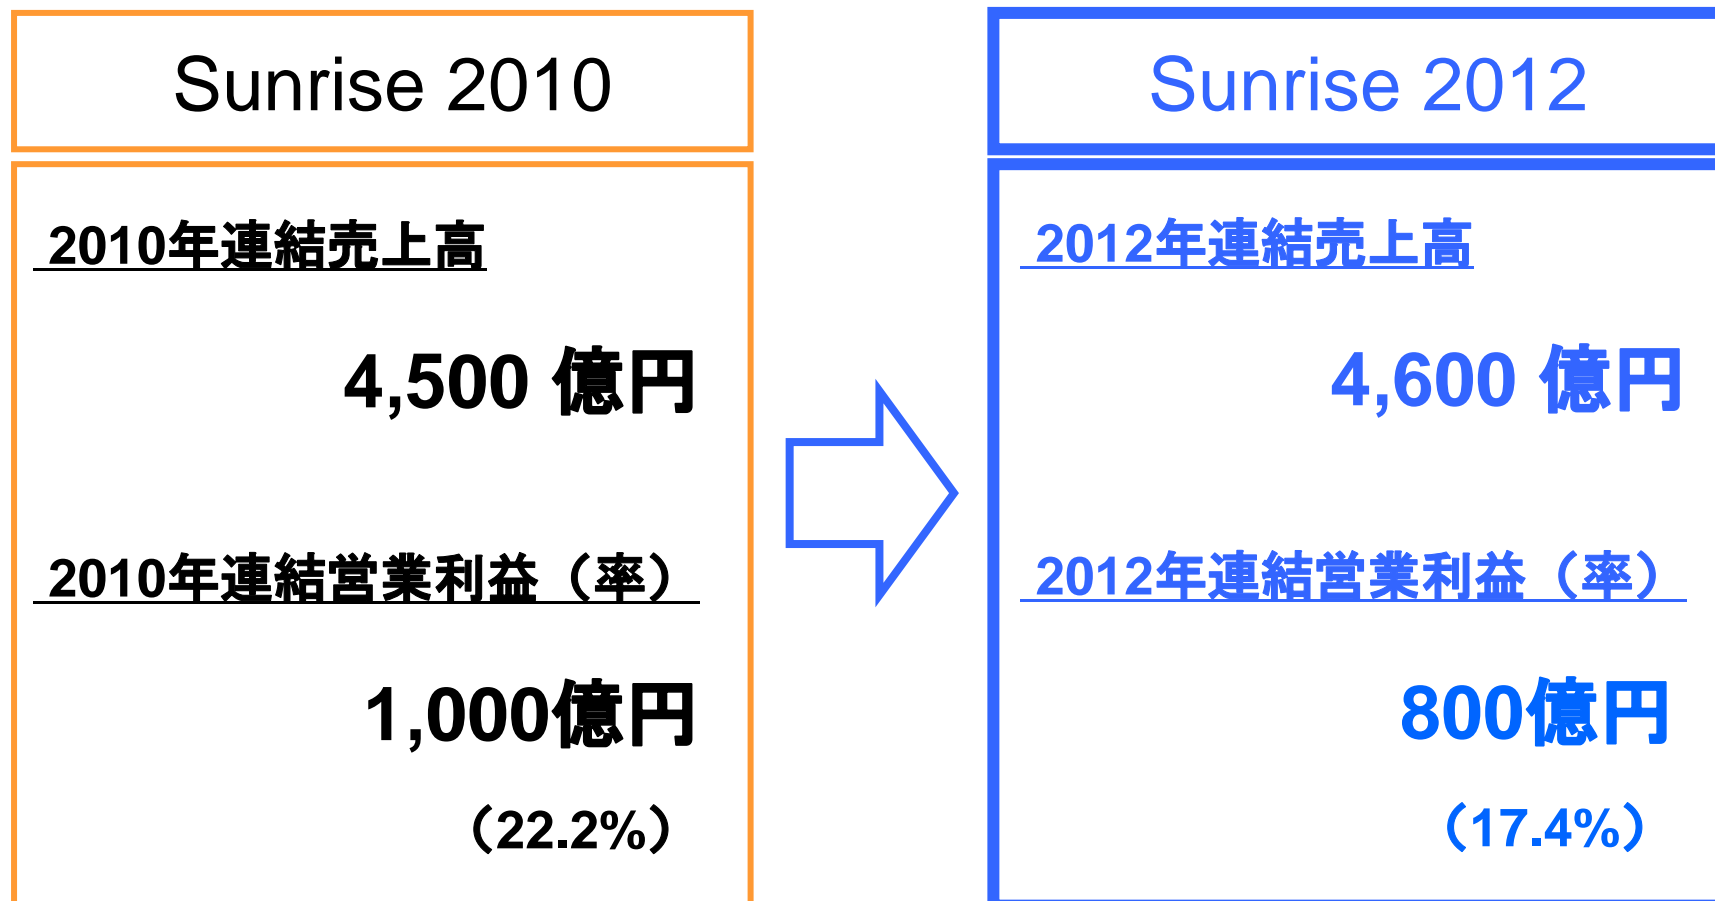 Sunrise 2010
2010年連結売上高
4,500 億円
2010年連結営業利益（率）
1,000億円
（22.2%）
Sunrise 2012
2012年連結売上高
4,600 億円
2012年連結営業利益（率）
800億円
（17.4%）